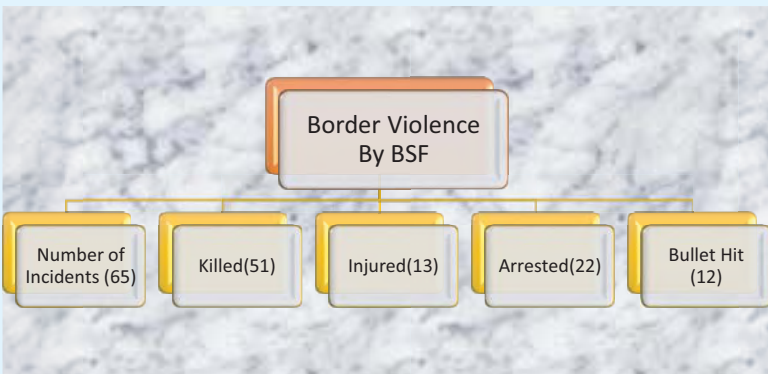 Border Violence
By BSF
Number of
Incidents (65)
Killed(51)
Injured(13)
Arrested(22)
Bullet Hit
(12)